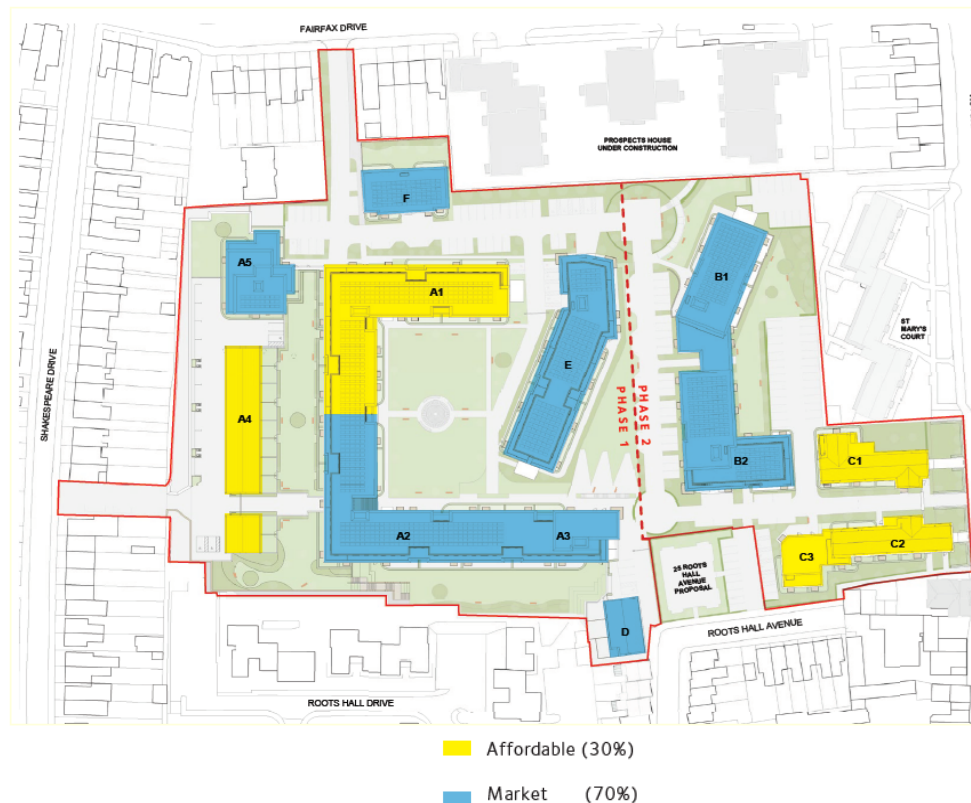 FAIRFAX DRIVE
PROSPECTS HOUSE
UNDER CONSTRUCTION
F
A5
B1
A1
ST
MARY'S
COURT
SHAKESPEARE DRIVE
E
PHASE 1
PHASE 2
A4
B2
C1
A2
A3
C2
C3
25 ROOTS
HALL
AVENUE
PROPOSAL
D
ROOTS HALL AVENUE
ROOTS HALL DRIVE
Affordable (30%)
Market (70%)